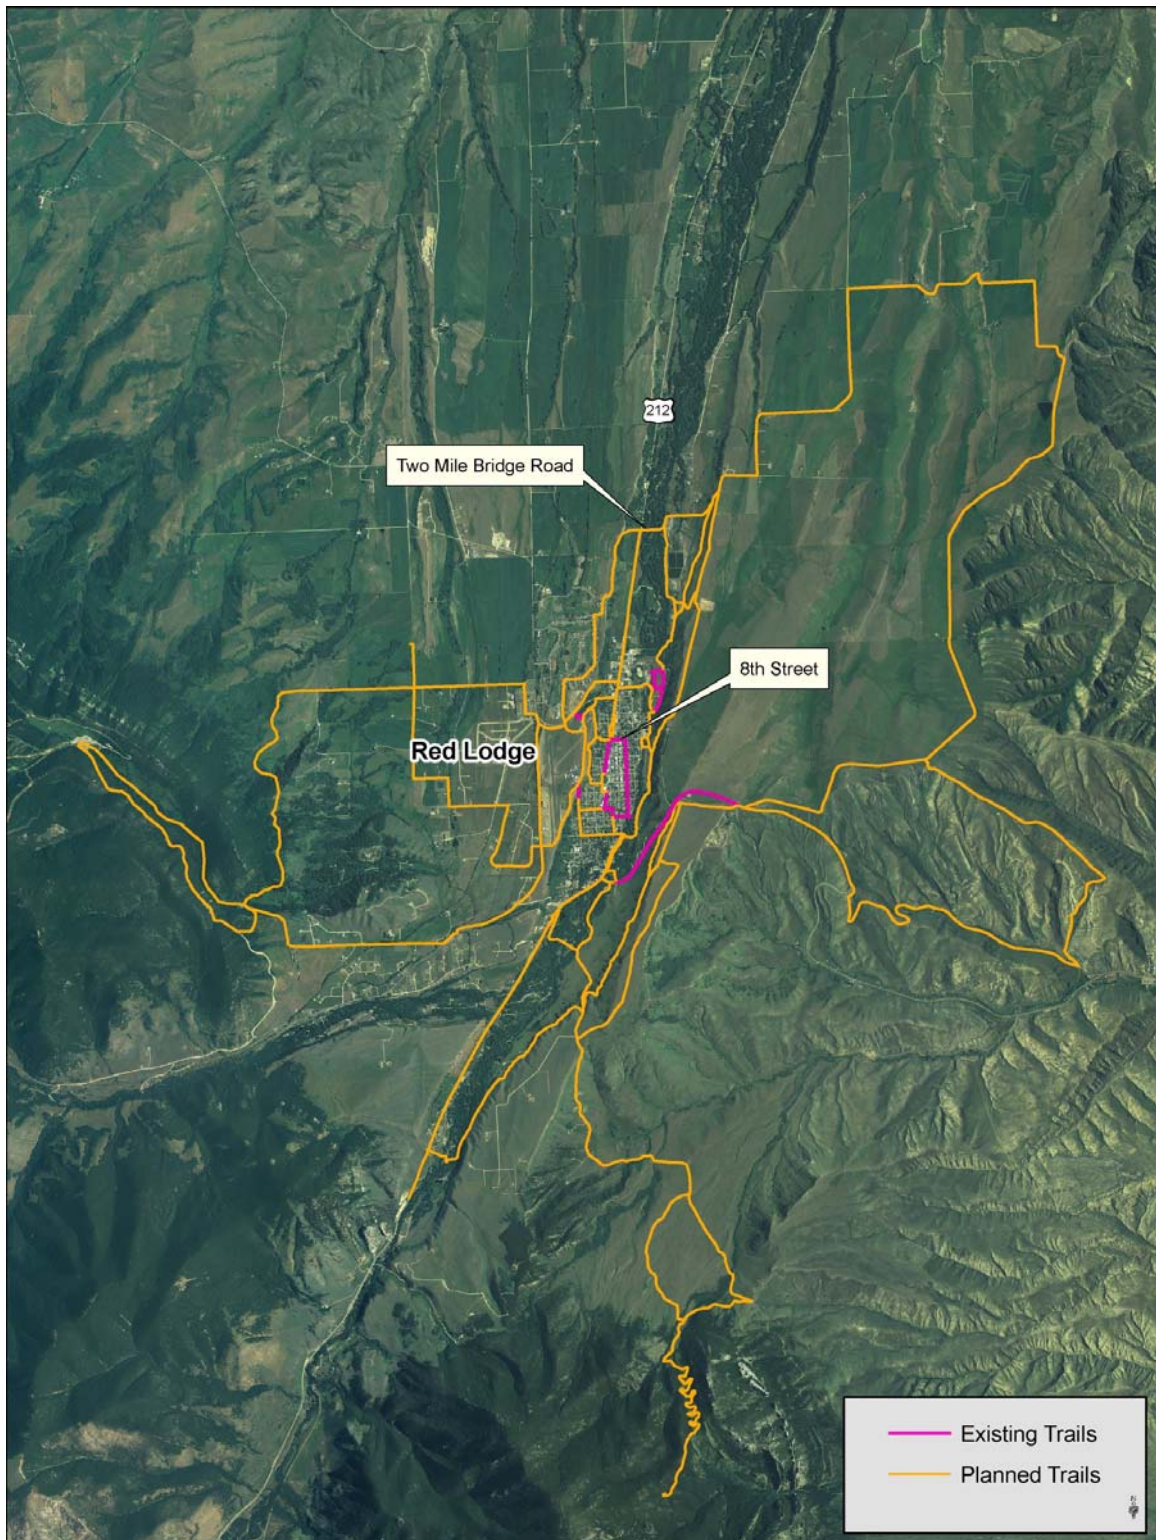 212
Two Mile Bridge Road
8th Street
Red Lodge
Existing Trails
Planned Trails